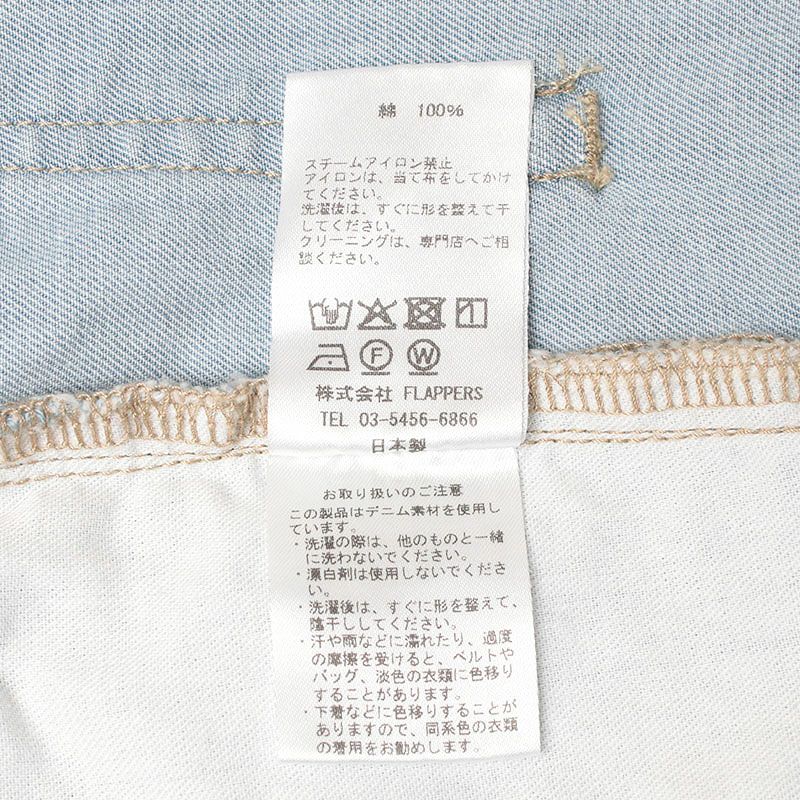 綿 100%
スチームアイロン禁止
アイロンは、当て布をしてかけ
てください。
洗濯後は、すぐに形を整えて干
してください。
クリーニングは、専門店へご相
談ください。
F W
株式会社 FLAPPERS
TEL 03-5456-6866
日本製
お取り扱いのご注意
この製品はデニム素材を使用し
ています。
・洗濯の際は、他のものと一緒
に洗わないでください。
・漂白剤は使用しないでくださ
い。
・洗濯後は、すぐに形を整えて、
陰干ししてください。
・汗や雨などに濡れたり、過度
の摩擦を受けると、ベルトや
バッグ、淡色の衣類に色移り
することがあります。
・下着などに色移りすることが
ありますので、同系色の衣類
の着用をお勧めします。